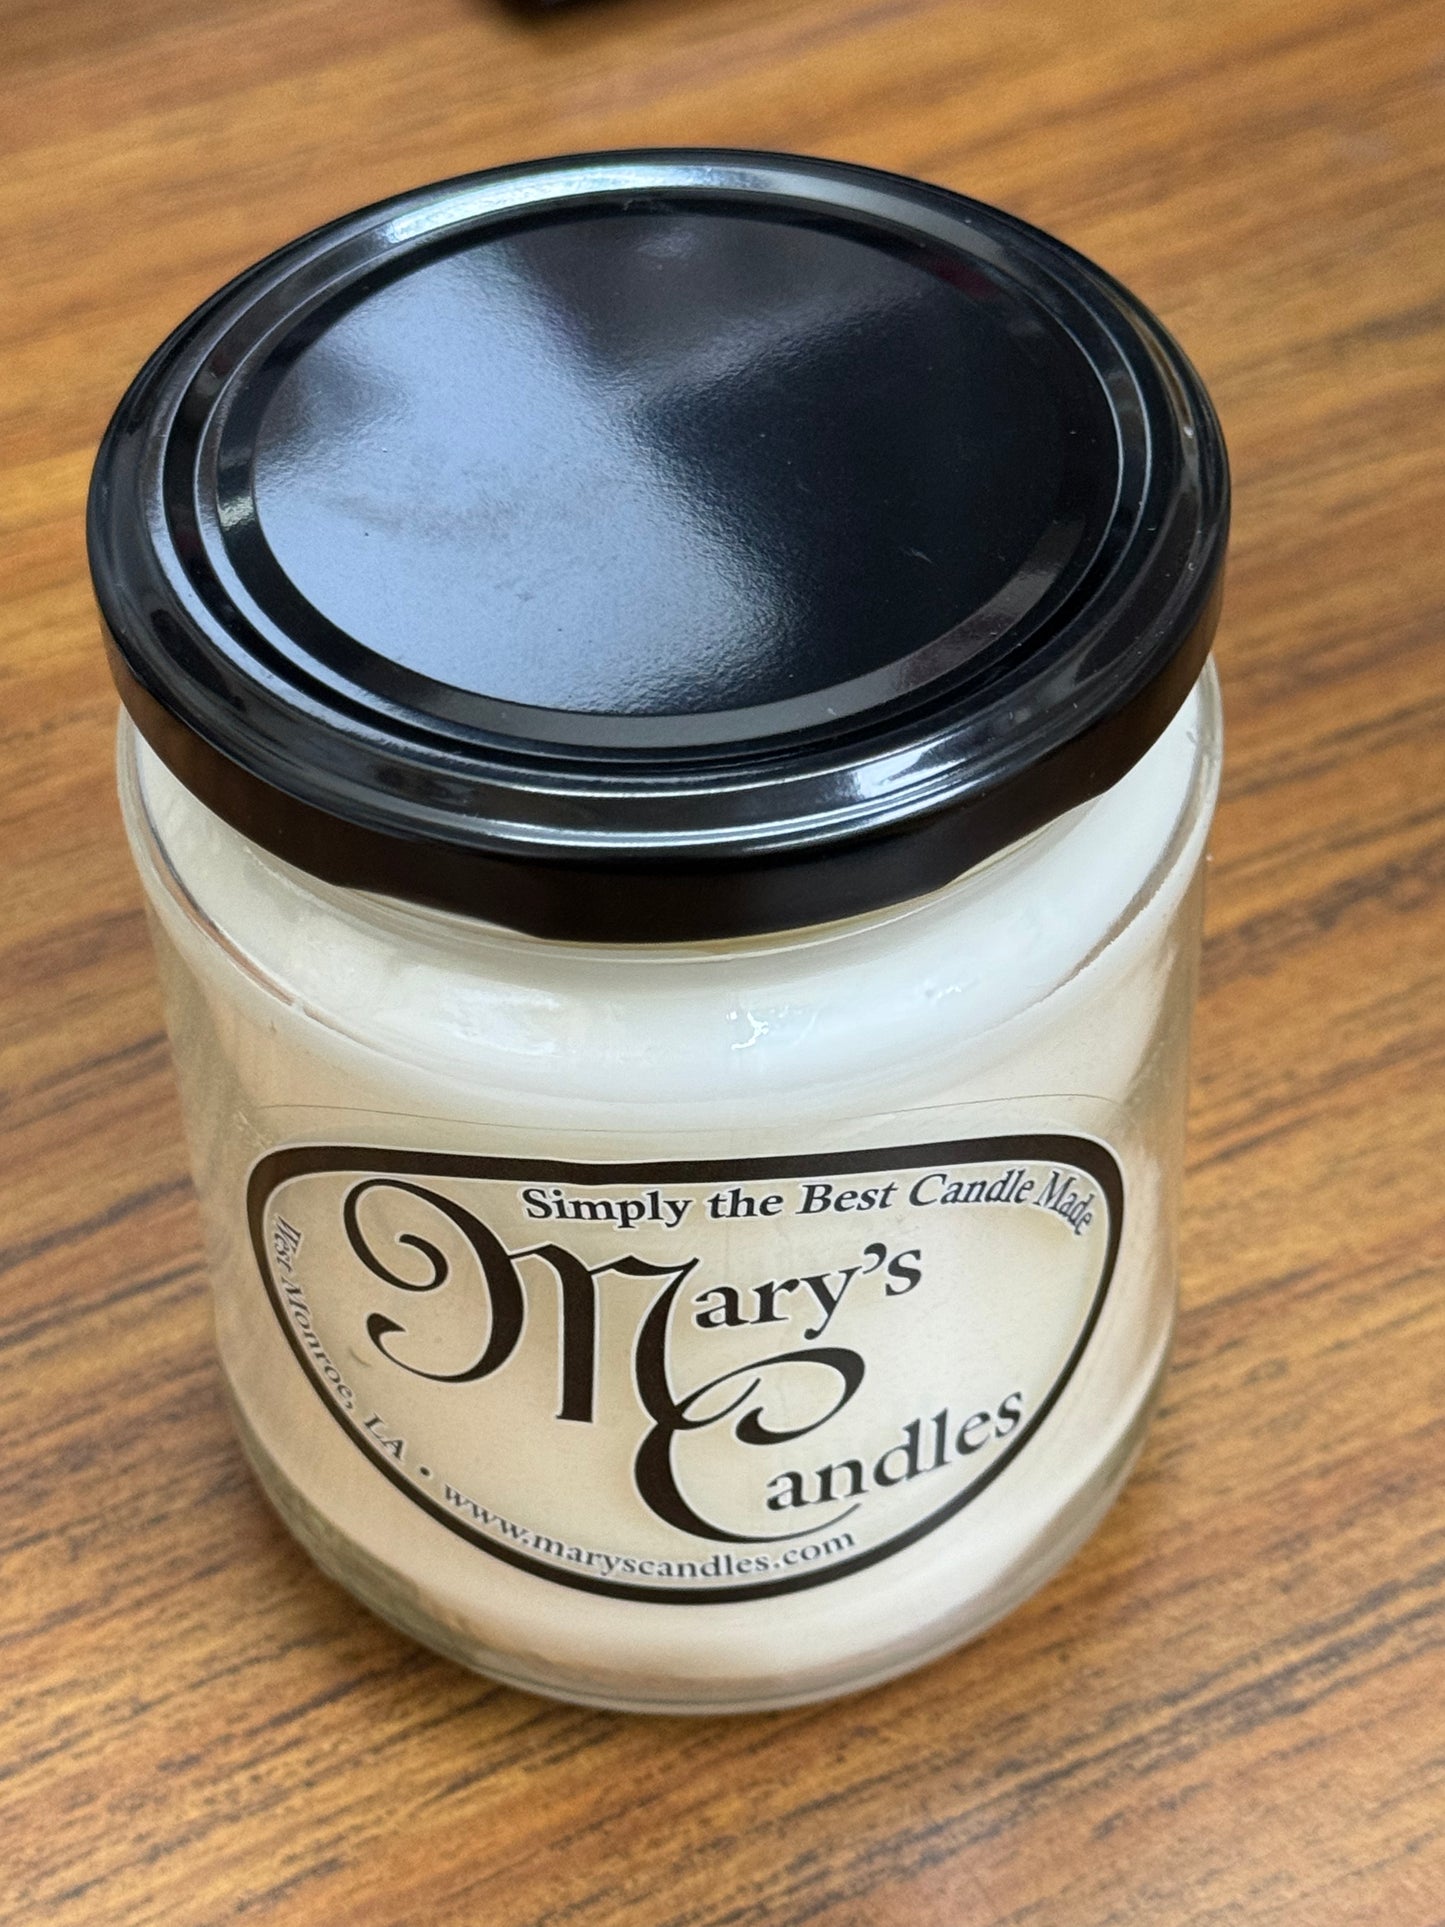 Simply the Best Candle Made
Mary's
Candles
West Monroe, LA • www.maryscandles.com